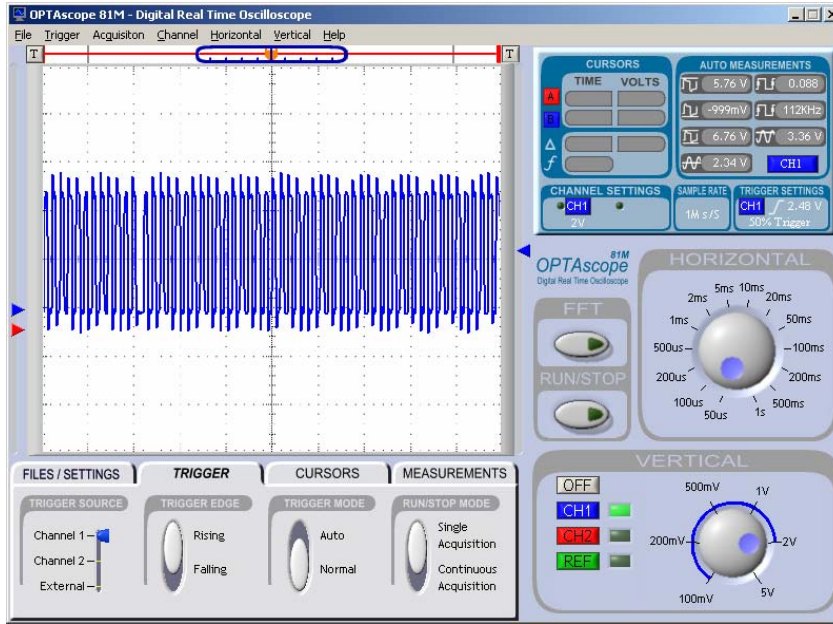 OPTAscope 81M - Digital Real Time Oscilloscope
File Trigger Acquisiton Channel Horizontal Vertical Help
T T
CURSORS
TIME VOLTS
A
B
Δ
f
AUTO MEASUREMENTS
5.76 V 0.088
-999mV 112KHz
6.76 V 3.36 V
2.34 V CH1
CHANNEL SETTINGS
CH1
2V
SAMPLE RATE
1M s/S
TRIGGER SETTINGS
CH1 2.48 V
50% Trigger
81M
OPTAscope
Digital Real Time Oscilloscope
FFT
RUN/STOP
HORIZONTAL
5ms 10ms
2ms 20ms
1ms 50ms
500us 100ms
200us 200ms
100us 500ms
50us 1s
FILES / SETTINGS TRIGGER CURSORS MEASUREMENTS
TRIGGER SOURCE
Channel 1
Channel 2
External
TRIGGER EDGE
Rising
Falling
TRIGGER MODE
Auto
Normal
RUN/STOP MODE
Single
Acquisition
Continuous
Acquisition
VERTICAL
OFF
CH1
CH2
REF
500mV 1V
200mV 2V
100mV 5V